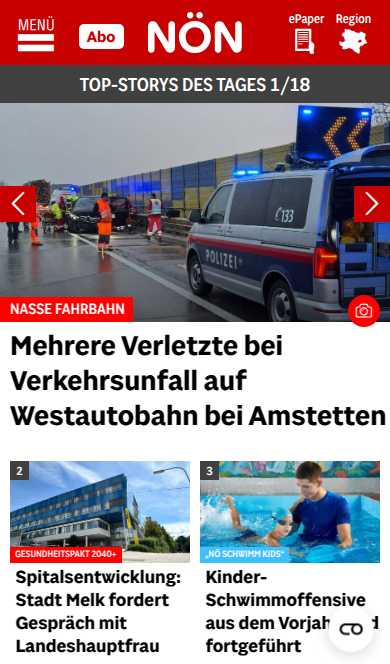 MENÜ
Abo
NÖN
ePaper
Region
TOP-STORYS DES TAGES 1/18
133
POLIZEI
NASSE FAHRBAHN
Mehrere Verletzte bei
Verkehrsunfall auf
Westautobahn bei Amstetten
2
GESUNDHEITSPAKT 2040+
Spitalsentwicklung:
Stadt Melk fordert
Gespräch mit
Landeshauptfrau
3
„NÖ SCHWIMM KIDS“
Kinder-
Schwimmoffensive
aus dem Vorjah
fortgeführt